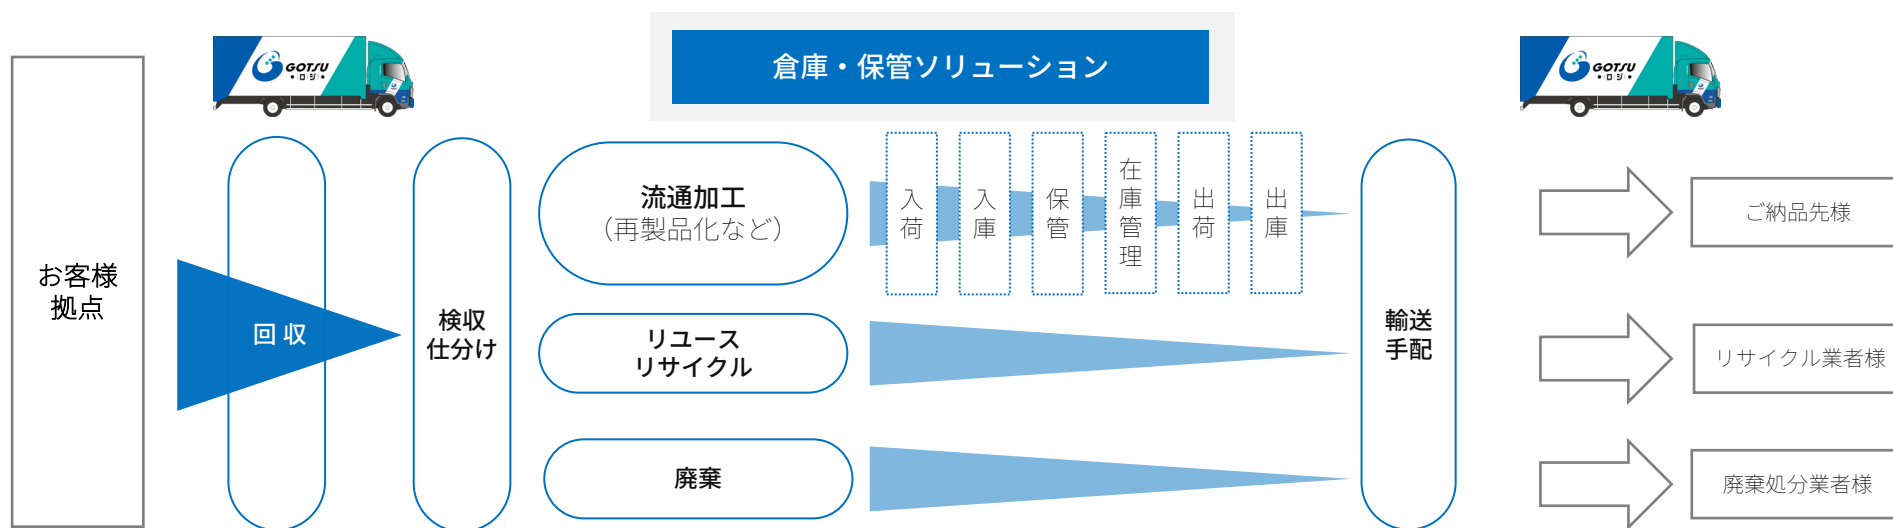 GOTSU
ロジ
倉庫・保管ソリューション
GOTSU
ロジ
お客様
拠点
回収
検収
仕分け
流通加工
（再製品化など）
入荷
入庫
保管
在庫管理
出荷
出庫
リユース
リサイクル
廃棄
輸送
手配
ご納品先様
リサイクル業者様
廃棄処分業者様